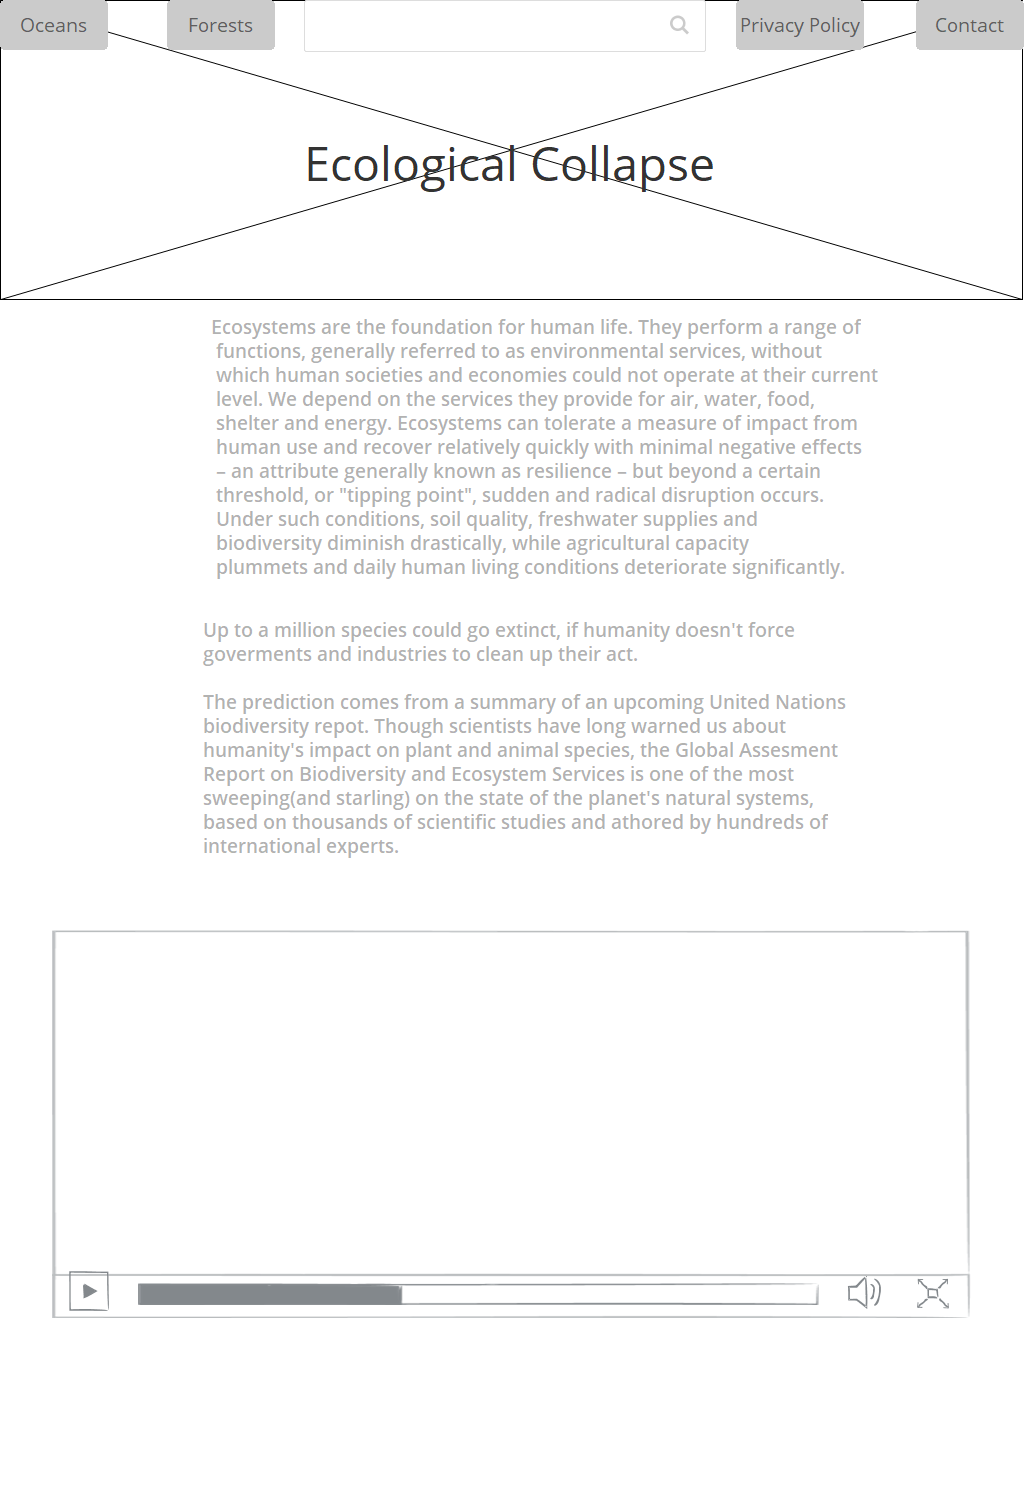 Oceans
Forests
Privacy Policy
Contact
Ecological Collapse
Ecosystems are the foundation for human life. They perform a range of
functions, generally referred to as environmental services, without
which human societies and economies could not operate at their current
level. We depend on the services they provide for air, water, food,
shelter and energy. Ecosystems can tolerate a measure of impact from
human use and recover relatively quickly with minimal negative effects
– an attribute generally known as resilience – but beyond a certain
threshold, or "tipping point", sudden and radical disruption occurs.
Under such conditions, soil quality, freshwater supplies and
biodiversity diminish drastically, while agricultural capacity
plummets and daily human living conditions deteriorate significantly.
Up to a million species could go extinct, if humanity doesn't force
goverments and industries to clean up their act.
The prediction comes from a summary of an upcoming United Nations
biodiversity repot. Though scientists have long warned us about
humanity's impact on plant and animal species, the Global Assesment
Report on Biodiversity and Ecosystem Services is one of the most
sweeping(and starling) on the state of the planet's natural systems,
based on thousands of scientific studies and athored by hundreds of
international experts.